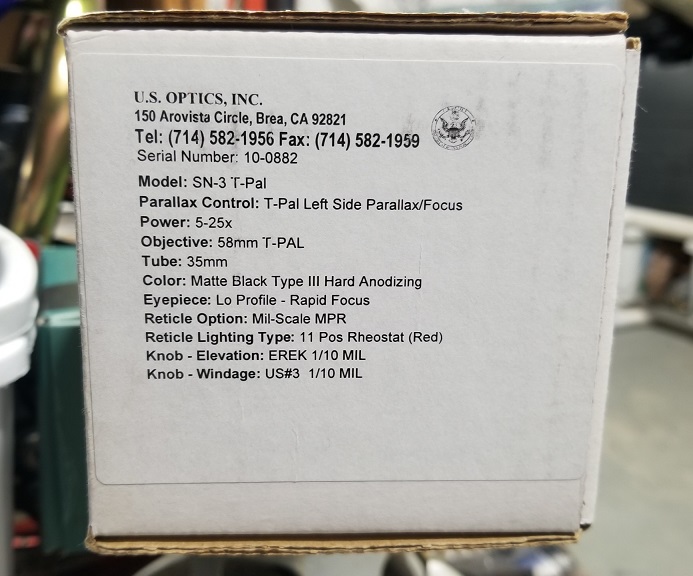 U.S. OPTICS, INC.
150 Arovista Circle, Brea, CA 92821
Tel: (714) 582-1956 Fax: (714) 582-1959
Serial Number: 10-0882
Model: SN-3 T-Pal
Parallax Control: T-Pal Left Side Parallax/Focus
Power: 5-25x
Objective: 58mm T-PAL
Tube: 35mm
Color: Matte Black Type III Hard Anodizing
Eyepiece: Lo Profile - Rapid Focus
Reticle Option: Mil-Scale MPR
Reticle Lighting Type: 11 Pos Rheostat (Red)
Knob - Elevation: EREK 1/10 MIL
Knob - Windage: US#3 1/10 MIL